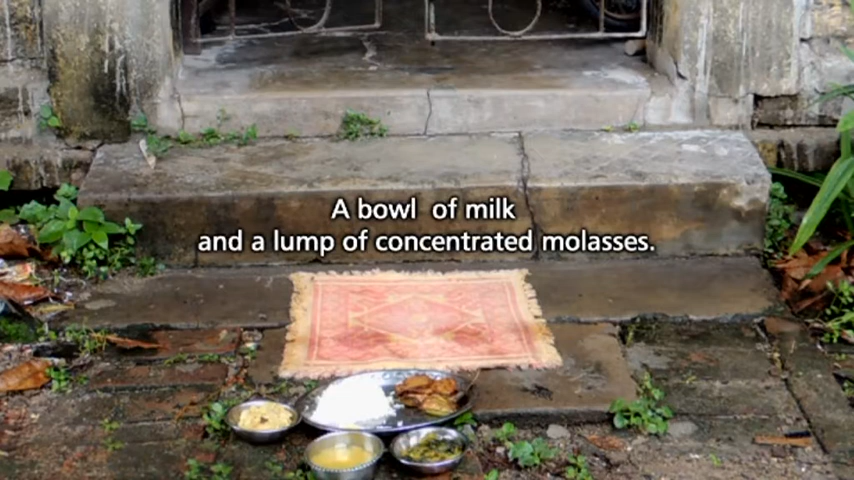 A bowl of milk
and a lump of concentrated molasses.